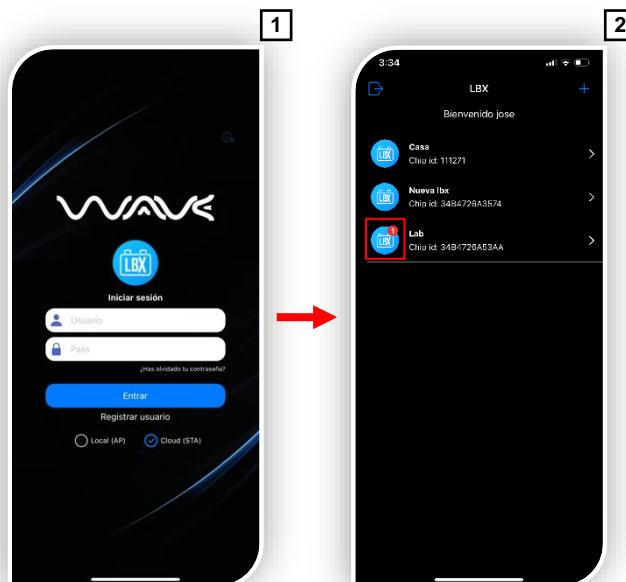 1
WAVE
LBX
Iniciar sesión
Usuario
Pass
¿Has olvidado tu contraseña?
Entrar
Registrar usuario
Local (AP) Cloud (STA)
2
3:34
LBX
Bienvenido jose
LBX
Casa
Chip id: 111271
LBX
Nueva lbx
Chip id: 34B4726A3574
LBX 1
Lab
Chip id: 34B4726A53AA